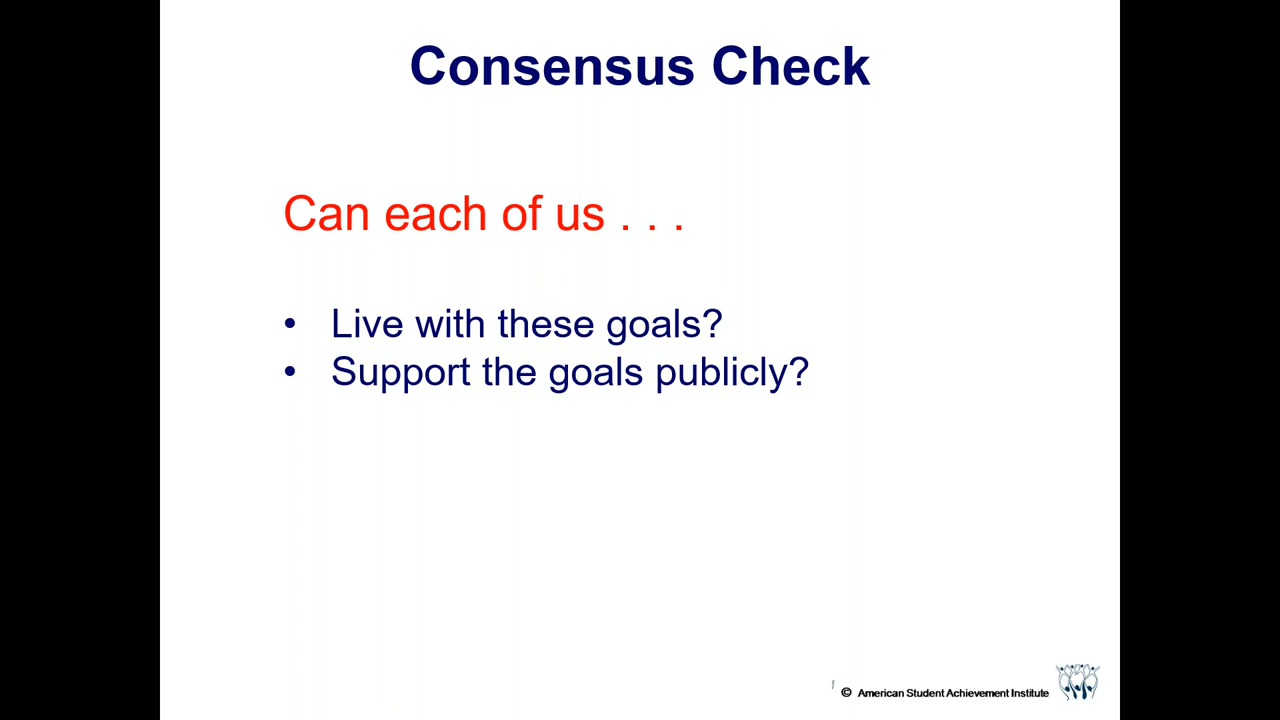 Consensus Check
Can each of us . . .
• Live with these goals?
• Support the goals publicly?
© American Student Achievement Institute